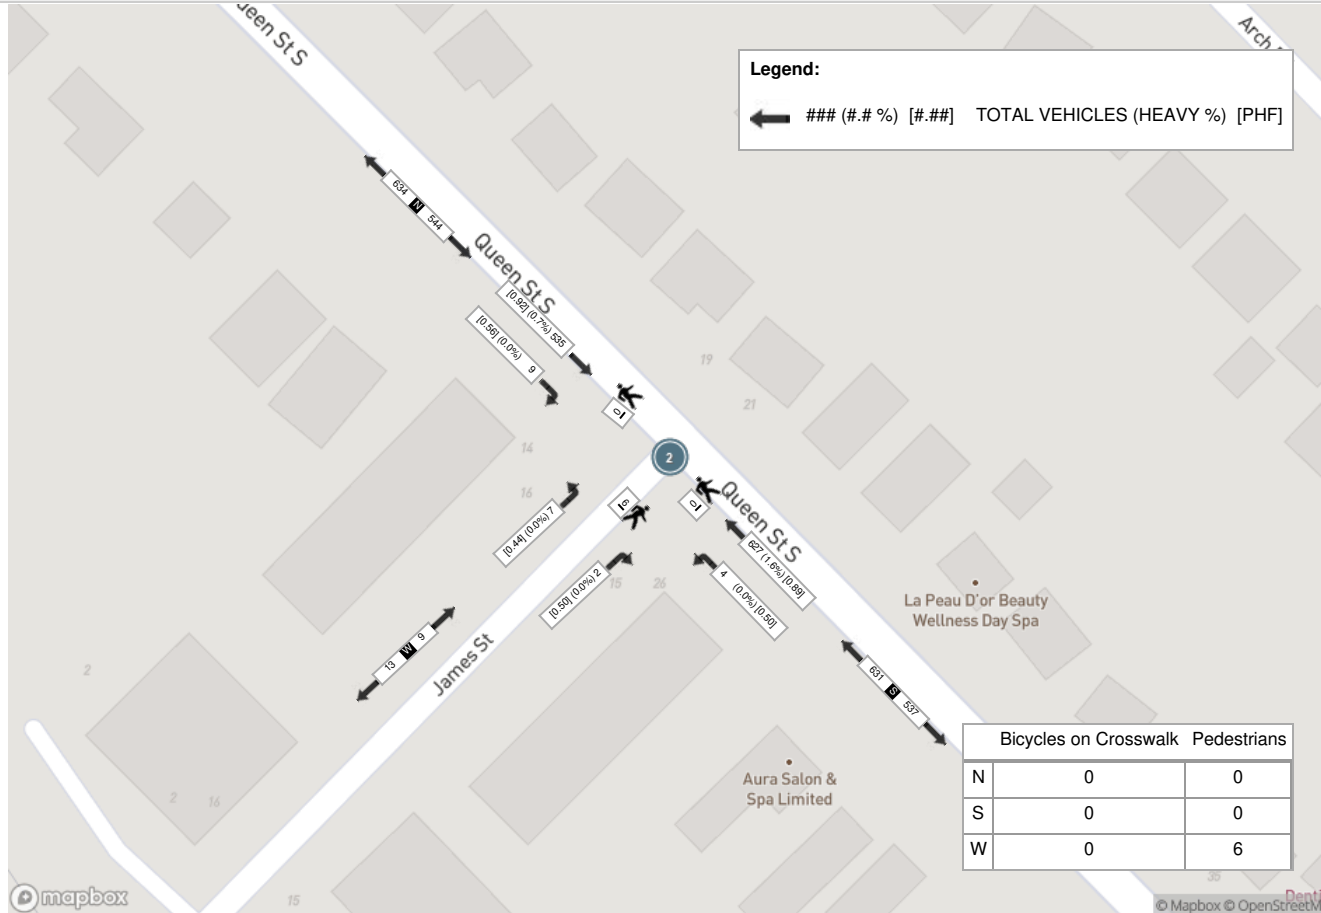 Queen St S
Arch
Legend:
### (#.# %) [#.##] TOTAL VEHICLES (HEAVY %) [PHF]
634 N 544
Queen St S
[0.92] (0.7%) 535
[0.56] (0.0%) 9
19
21
0
14
2
16
6
0
Queen St S
[0.44] (0.0%) 7
627 (1.6%) [0.89]
[0.50] (0.0%) 2
15
26
4 (0.0%) [0.50]
La Peau D'or Beauty
Wellness Day Spa
13 W 9
James St
2
631 S 537
Bicycles on Crosswalk Pedestrians
N 0 0
S 0 0
W 0 6
Aura Salon &
Spa Limited
2
16
15
35
Denti
mapbox
© Mapbox © OpenStreetM